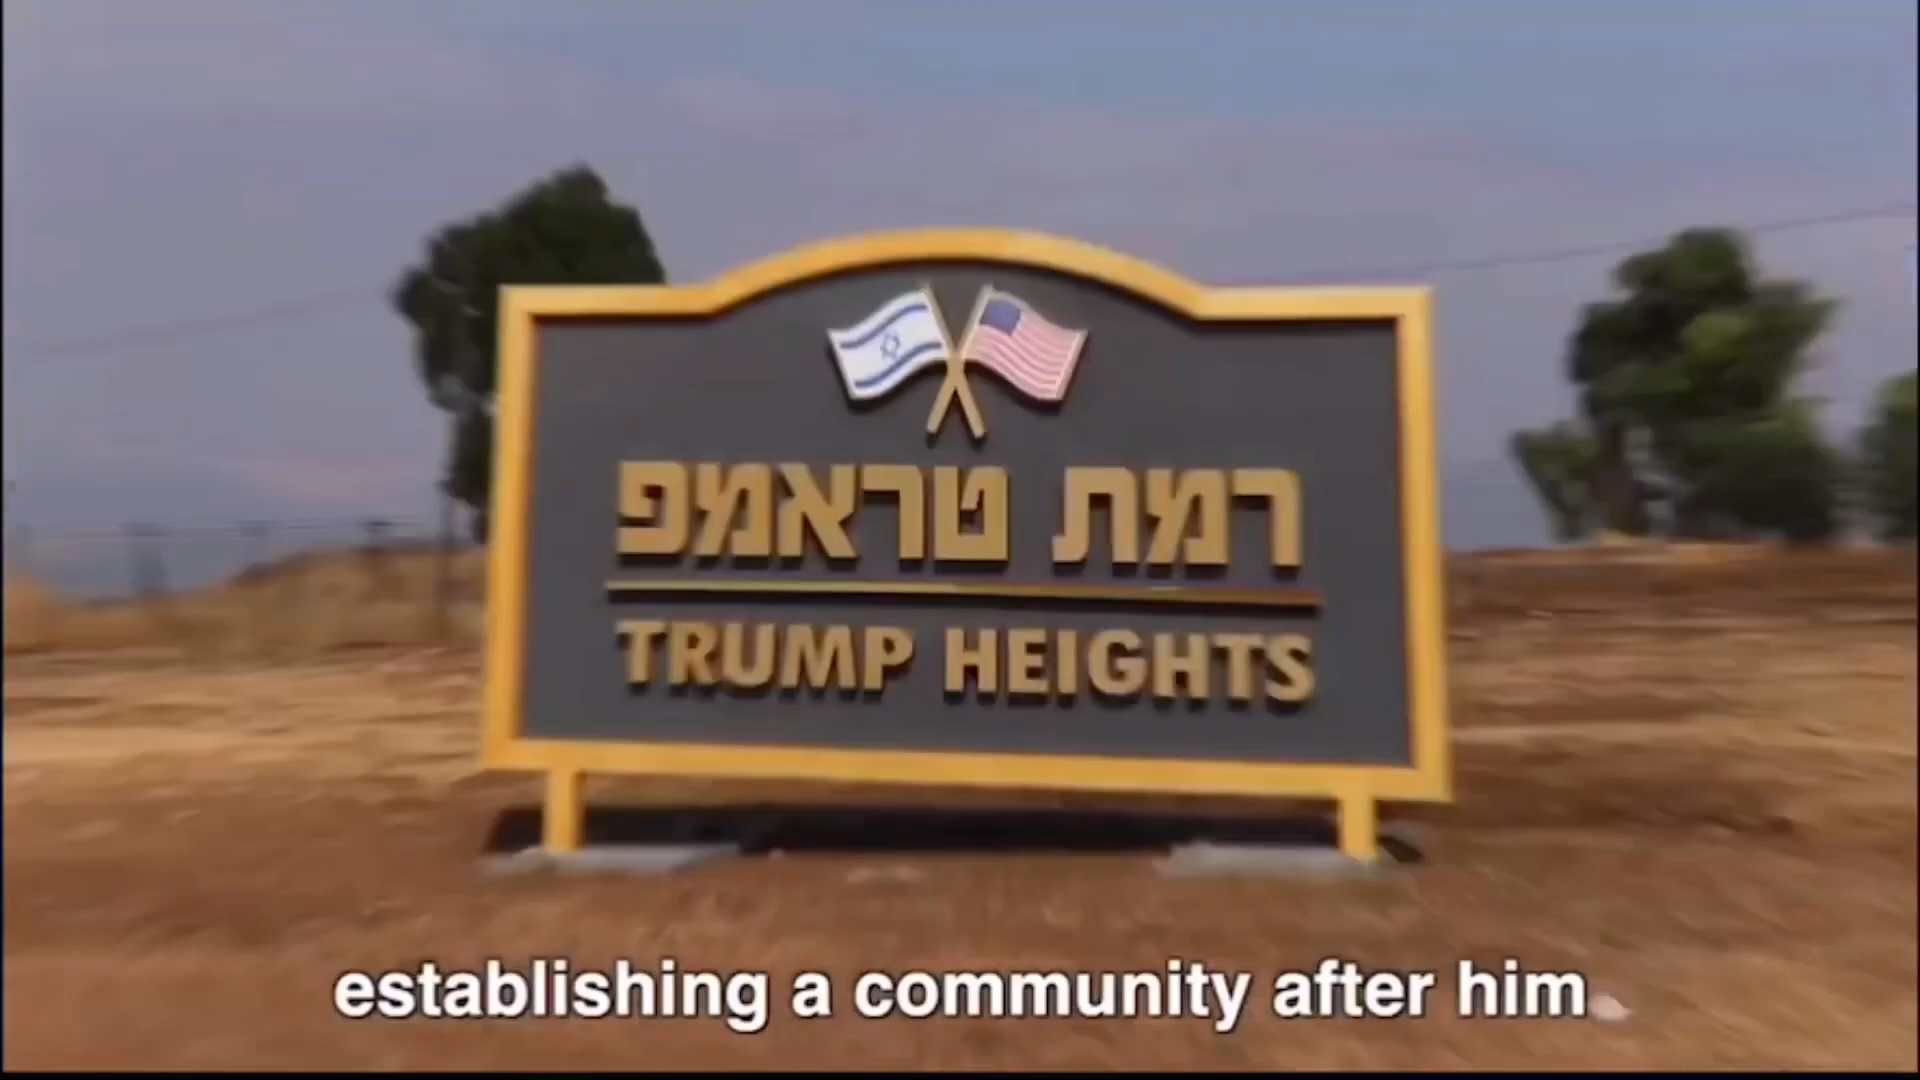 רמת טראמפ
TRUMP HEIGHTS
establishing a community after him